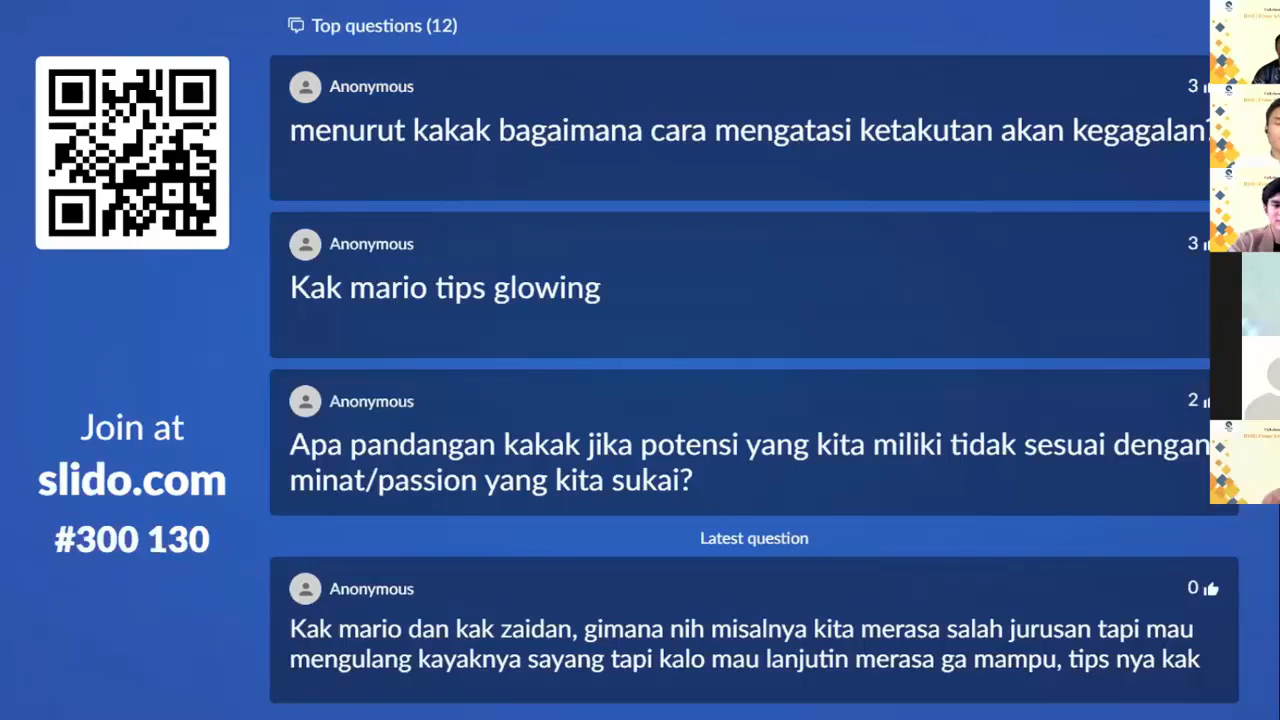 Top questions (12)
Anonymous
3
menurut kakak bagaimana cara mengatasi ketakutan akan kegagalan?
Anonymous
3
Kak mario tips glowing
Anonymous
2
Apa pandangan kakak jika potensi yang kita miliki tidak sesuai dengan
minat/passion yang kita sukai?
Join at
slido.com
#300 130
Latest question
Anonymous
0
Kak mario dan kak zaidan, gimana nih misalnya kita merasa salah jurusan tapi mau
mengulang kayaknya sayang tapi kalo mau lanjutin merasa ga mampu, tips nya kak